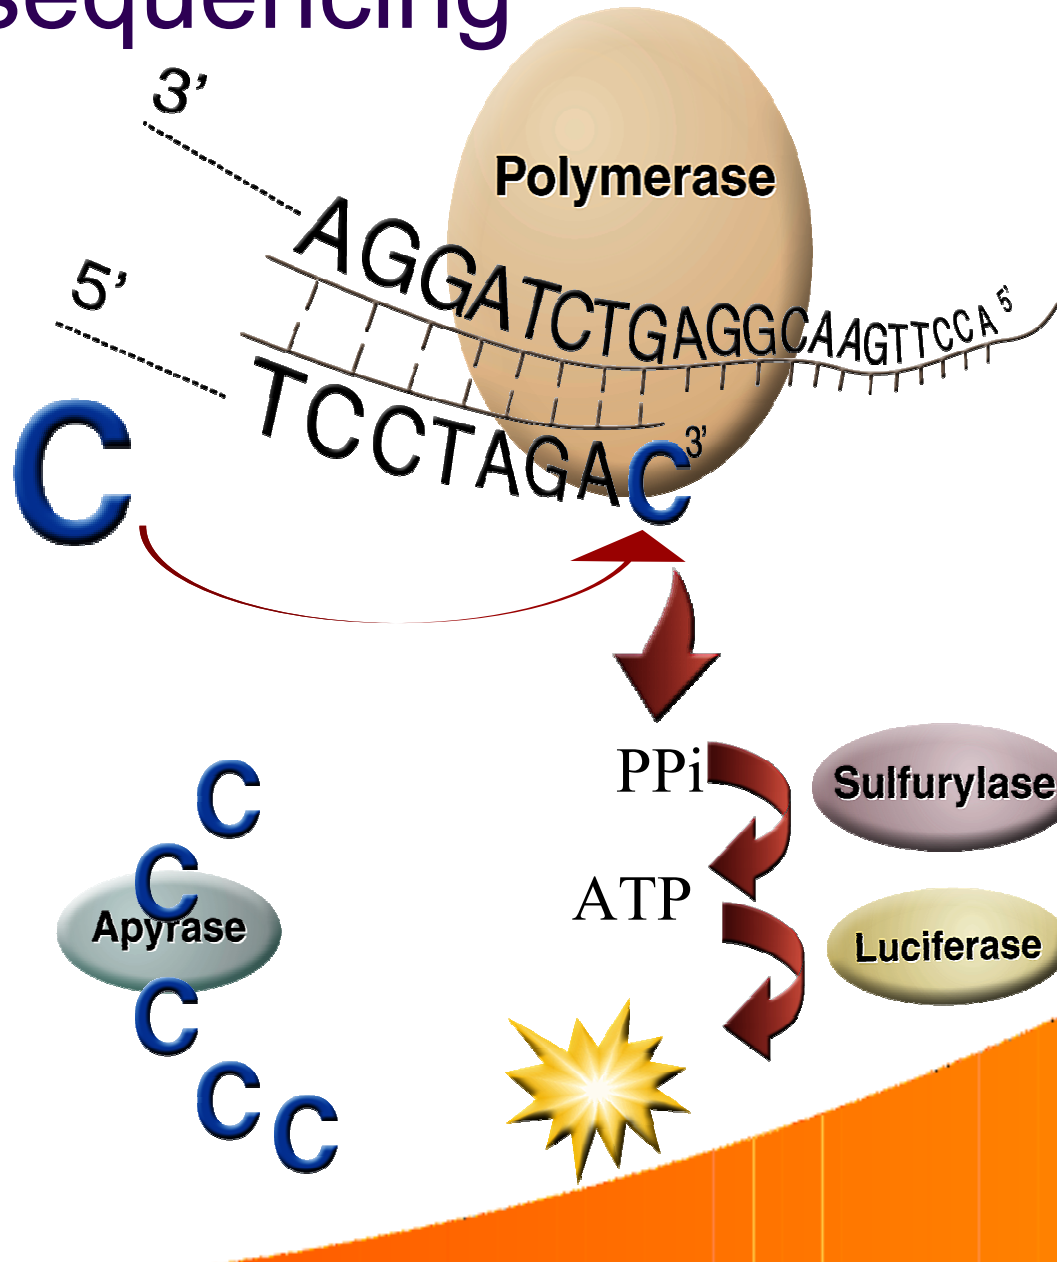 sequencing
3’
Polymerase
AGGATCTGAGGCAAGTTCCA 5’
5’
TCCTAGAC 3’
C
PPi
Sulfurylase
C
C
ATP
Apyrase
Luciferase
C
C
C